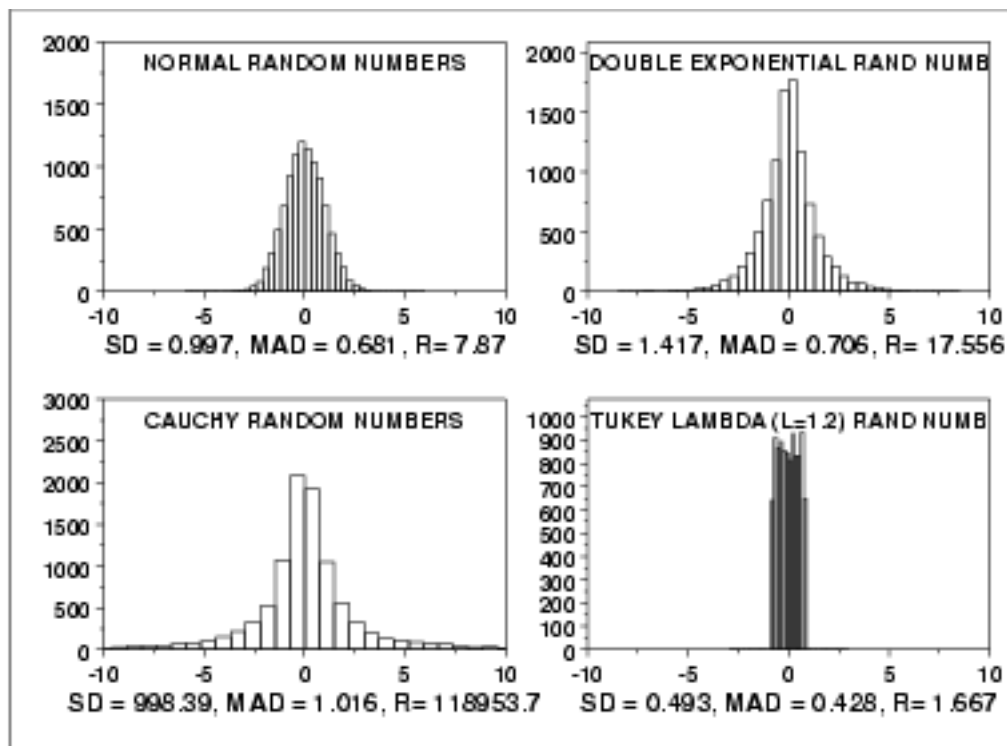 NORMAL RANDOM NUMBERS
2000
1500
1000
500
0
-10 -5 0 5 10
SD = 0.997, MAD = 0.681, R= 7.87
DOUBLE EXPONENTIAL RAND NUMB
2000
1500
1000
500
0
-10 -5 0 5 10
SD = 1.417, MAD = 0.706, R= 17.556
CAUCHY RANDOM NUMBERS
3000
2500
2000
1500
1000
500
0
-10 -5 0 5 10
SD = 998.39, MAD = 1.016, R= 118953.7
TUKEY LAMBDA (L=1.2) RAND NUMB
1000
900
800
700
600
500
400
300
200
100
0
-10 -5 0 5 10
SD = 0.493, MAD = 0.428, R = 1.667